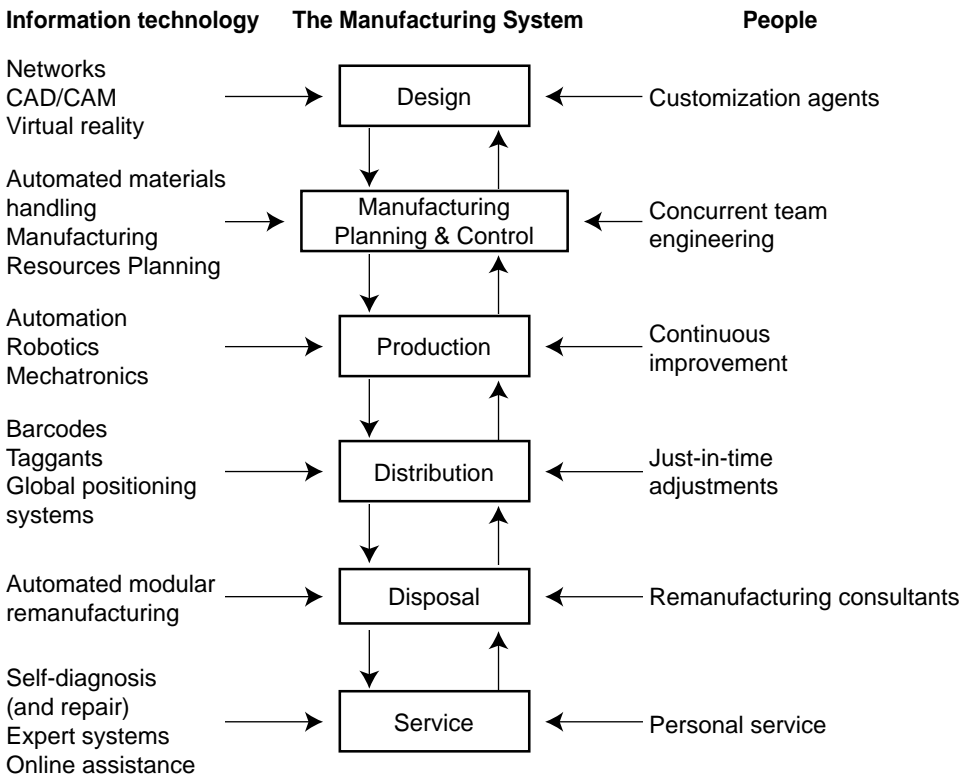 Information technology
The Manufacturing System
People
Networks
CAD/CAM
Virtual reality
Design
Customization agents
Automated materials
handling
Manufacturing
Resources Planning
Manufacturing
Planning & Control
Concurrent team
engineering
Automation
Robotics
Mechatronics
Production
Continuous
improvement
Barcodes
Taggants
Global positioning
systems
Distribution
Just-in-time
adjustments
Automated modular
remanufacturing
Disposal
Remanufacturing consultants
Self-diagnosis
(and repair)
Expert systems
Online assistance
Service
Personal service